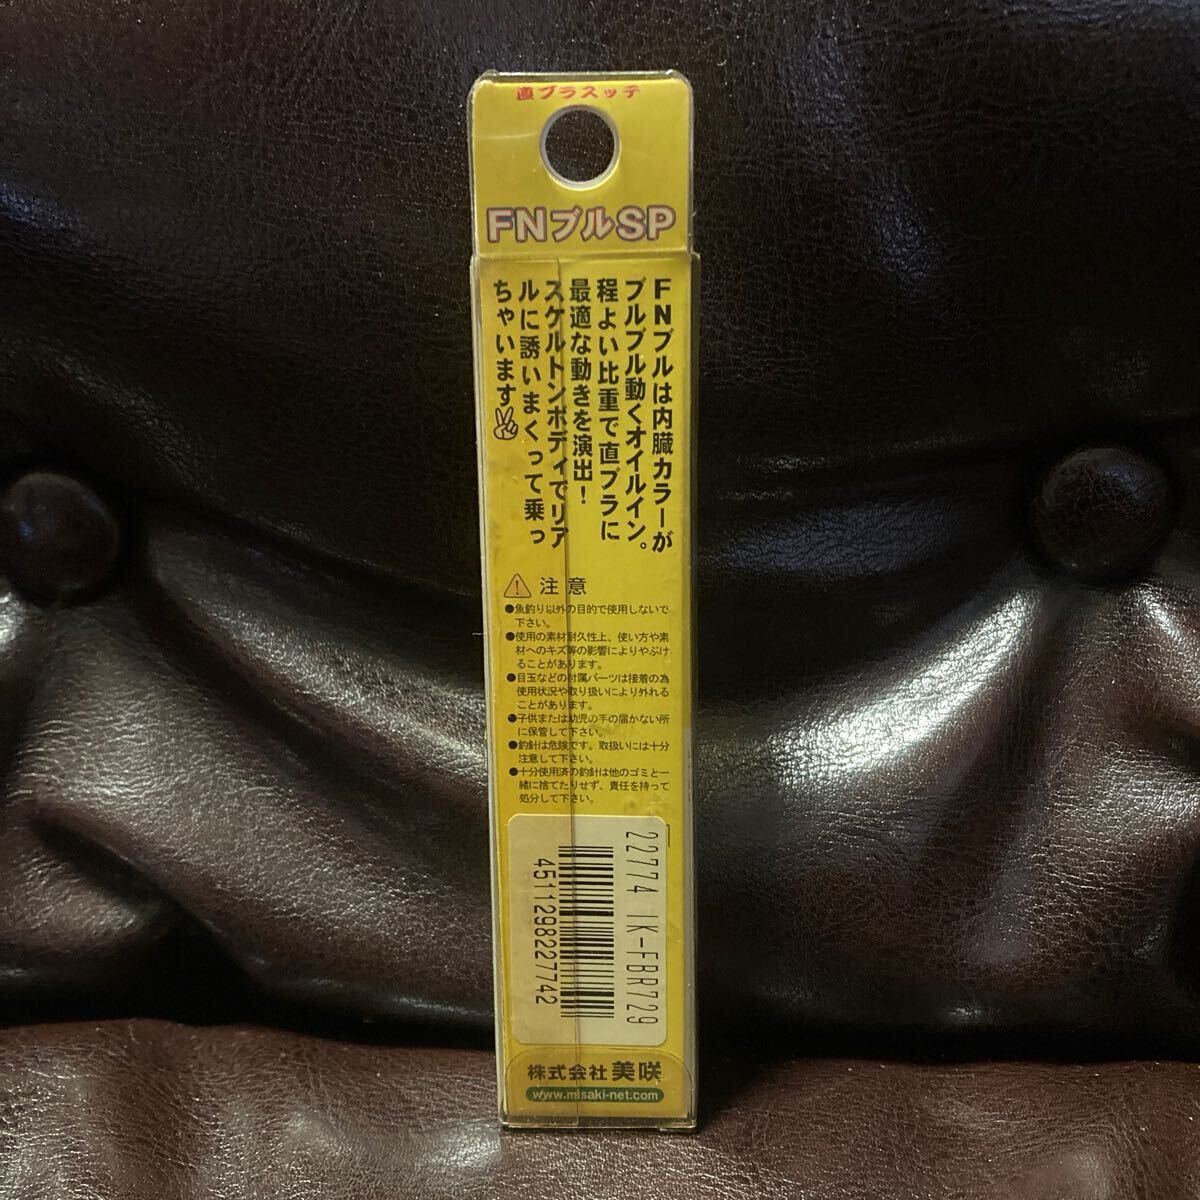 直ブラスッテ
FNブルSP
FNブルは内臓カラーが
ブルブル動くオイルイン。
程よい比重で直ブラに
最適な動きを演出！
スケルトンボディでリア
ルに誘いまくって乗っ
ちゃいます✌
⚠注意
●魚釣り以外の目的で使用しないで
下さい。
●使用の素材耐久性上、使い方や素
材へのキズ等の影響によりやぶけ
ることがあります。
●目玉などの付属パーツは接着の為
使用状況や取り扱いにより外れる
ことがあります。
●子供または幼児の手の届かない所
に保管して下さい。
●釣針は危険です。取扱いには十分
注意して下さい。
●十分使用済の釣針は他のゴミと一
緒に捨てたりせず、責任を持って
処分して下さい。
22774 IK-FBR729
4511298227742
株式会社 美咲
www.misaki-net.com